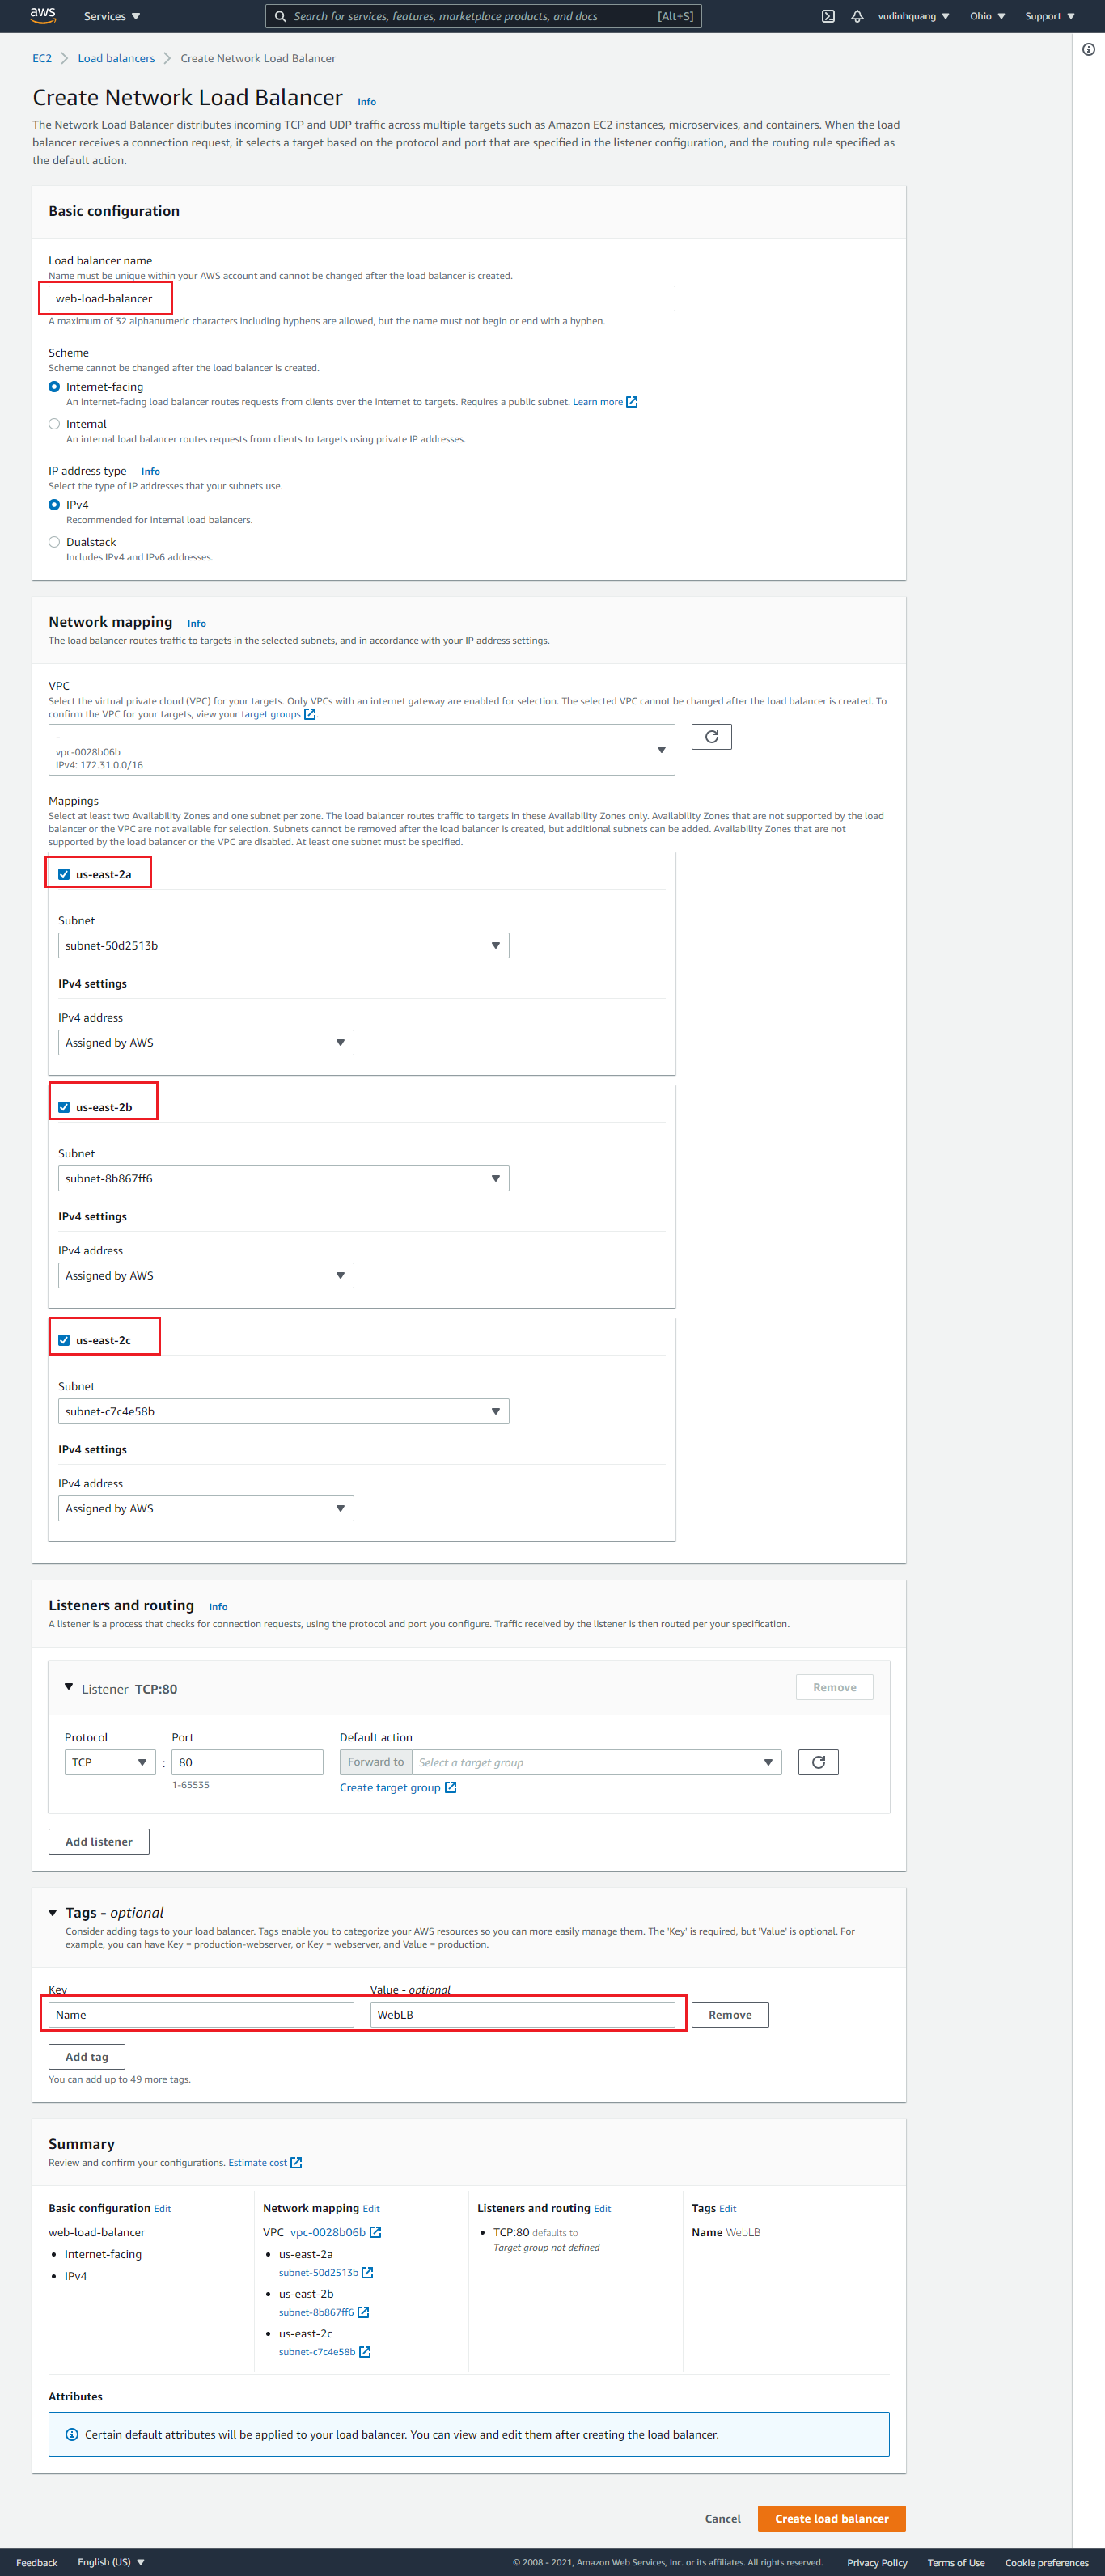 aws
Services
Search for services, features, marketplace products, and docs [Alt+S]
vudinhquang
Ohio
Support
EC2 Load balancers Create Network Load Balancer
Create Network Load Balancer Info
The Network Load Balancer distributes incoming TCP and UDP traffic across multiple targets such as Amazon EC2 instances, microservices, and containers. When the load
balancer receives a connection request, it selects a target based on the protocol and port that are specified in the listener configuration, and the routing rule specified as
the default action.
Basic configuration
Load balancer name
Name must be unique within your AWS account and cannot be changed after the load balancer is created.
web-load-balancer
A maximum of 32 alphanumeric characters including hyphens are allowed, but the name must not begin or end with a hyphen.
Scheme
Scheme cannot be changed after the load balancer is created.
Internet-facing
An internet-facing load balancer routes requests from clients over the internet to targets. Requires a public subnet. Learn more
Internal
An internal load balancer routes requests from clients to targets using private IP addresses.
IP address type Info
Select the type of IP addresses that your subnets use.
IPv4
Recommended for internal load balancers.
Dualstack
Includes IPv4 and IPv6 addresses.
Network mapping Info
The load balancer routes traffic to targets in the selected subnets, and in accordance with your IP address settings.
VPC
Select the virtual private cloud (VPC) for your targets. Only VPCs with an internet gateway are enabled for selection. The selected VPC cannot be changed after the load balancer is created. To
confirm the VPC for your targets, view your target groups.
-
vpc-0028b06b
IPv4: 172.31.0.0/16
Mappings
Select at least two Availability Zones and one subnet per zone. The load balancer routes traffic to targets in these Availability Zones only. Availability Zones that are not supported by the load
balancer or the VPC are not available for selection. Subnets cannot be removed after the load balancer is created, but additional subnets can be added. Availability Zones that are not
supported by the load balancer or the VPC are disabled. At least one subnet must be specified.
us-east-2a
Subnet
subnet-50d2513b
IPv4 settings
IPv4 address
Assigned by AWS
us-east-2b
Subnet
subnet-8b867ff6
IPv4 settings
IPv4 address
Assigned by AWS
us-east-2c
Subnet
subnet-c7c4e58b
IPv4 settings
IPv4 address
Assigned by AWS
Listeners and routing Info
A listener is a process that checks for connection requests, using the protocol and port you configure. Traffic received by the listener is then routed per your specification.
Listener TCP:80
Remove
Protocol Port Default action
TCP : 80 Forward to Select a target group
1-65535 Create target group
Add listener
Tags - optional
Consider adding tags to your load balancer. Tags enable you to categorize your AWS resources so you can more easily manage them. The 'Key' is required, but 'Value' is optional. For
example, you can have Key = production-webserver, or Key = webserver, and Value = production.
Key Value - optional
Name WebLB Remove
Add tag
You can add up to 49 more tags.
Summary
Review and confirm your configurations. Estimate cost
Basic configuration Edit
web-load-balancer
• Internet-facing
• IPv4
Network mapping Edit
VPC vpc-0028b06b
• us-east-2a
subnet-50d2513b
• us-east-2b
subnet-8b867ff6
• us-east-2c
subnet-c7c4e58b
Listeners and routing Edit
• TCP:80 defaults to
Target group not defined
Tags Edit
Name WebLB
Attributes
Certain default attributes will be applied to your load balancer. You can view and edit them after creating the load balancer.
Cancel
Create load balancer
Feedback English (US) © 2008 - 2021, Amazon Web Services, Inc. or its affiliates. All rights reserved. Privacy Policy Terms of Use Cookie preferences